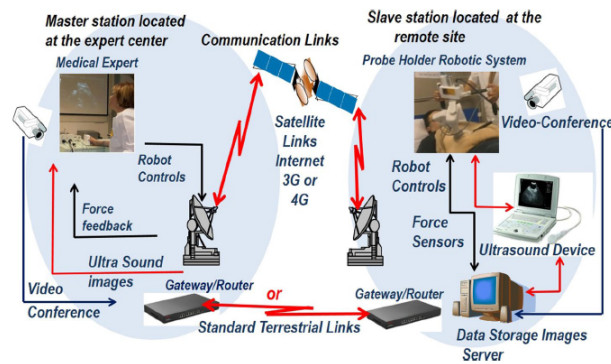 Master station located
at the expert center
Medical Expert
Robot
Controls
Force
feedback
Ultra Sound
images
Video
Conference
Communication Links
Satellite
Links
Internet
3G or
4G
Gateway/Router
or
Standard Terrestrial Links
Gateway/Router
Slave station located at the
remote site
Probe Holder Robotic System
Video-Conference
Robot
Controls
Force
Sensors
Ultrasound Device
Data Storage Images
Server